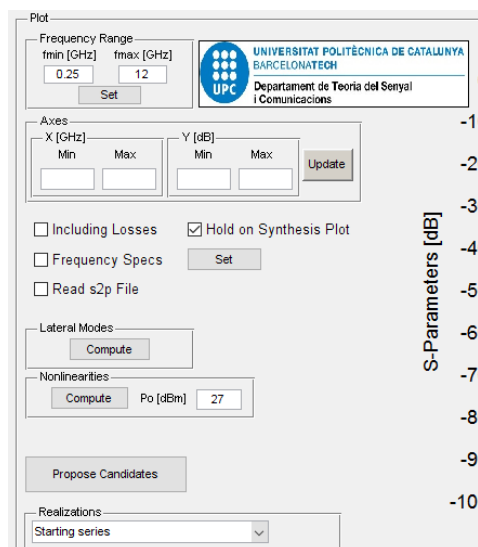 Plot
Frequency Range
fmin [GHz] fmax [GHz]
0.25 12
Set
UPC
UNIVERSITAT POLITÈCNICA DE CATALUNYA
BARCELONATECH
Departament de Teoria del Senyal
i Comunicacions
Axes
X [GHz] Y [dB]
Min Max Min Max
Update
Including Losses Hold on Synthesis Plot
Frequency Specs Set
Read s2p File
Lateral Modes
Compute
Nonlinearities
Compute Po [dBm] 27
Propose Candidates
Realizations
Starting series
S-Parameters [dB]
-1
-2
-3
-4
-5
-6
-7
-8
-9
-10